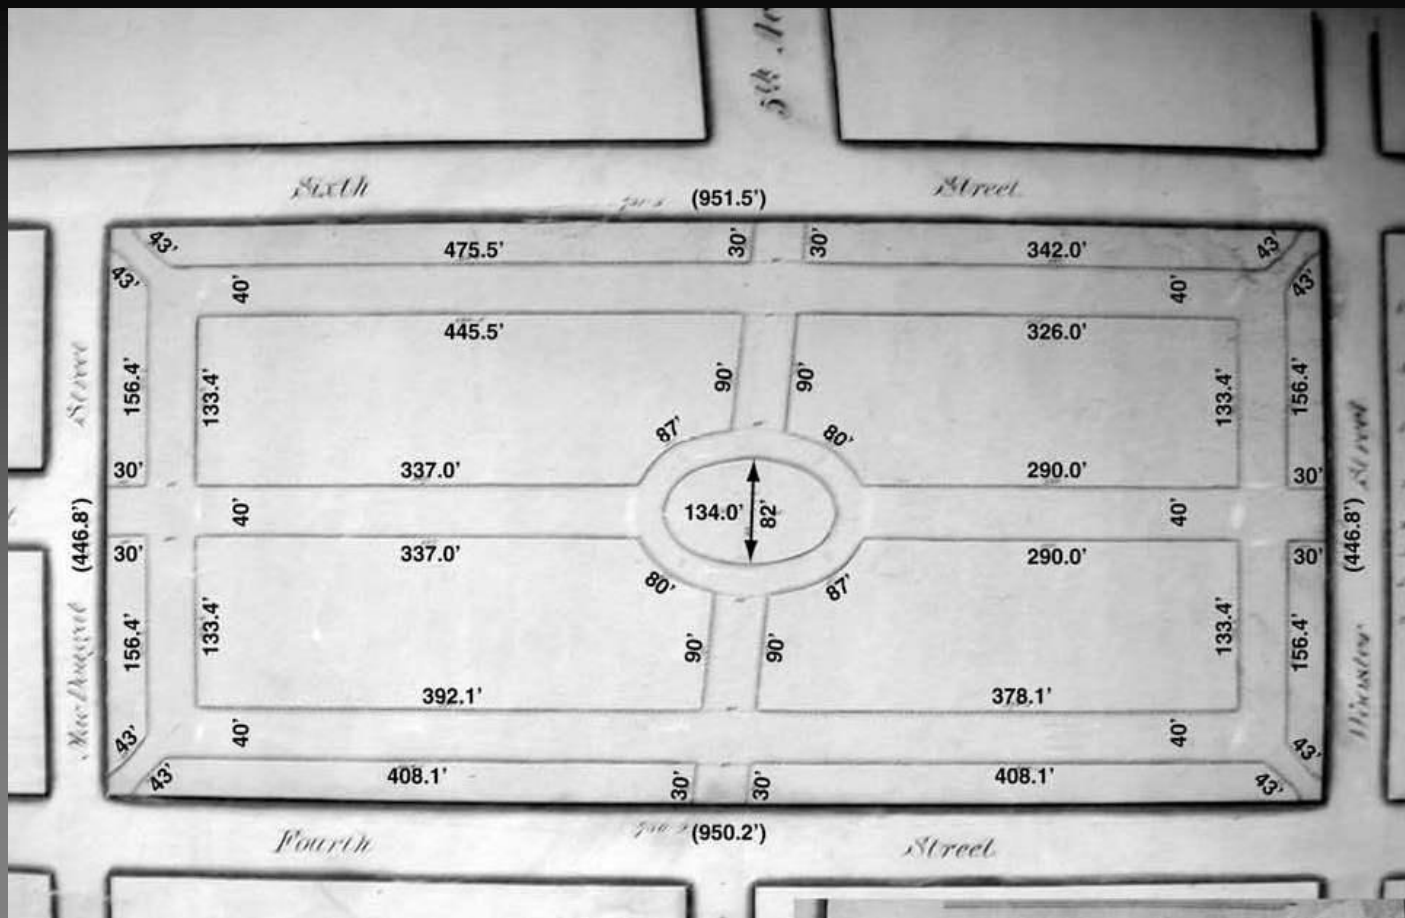 5th Av
Sixth Street
(951.5')
43' 475.5' 30' 30' 342.0' 43'
43' 40' 40' 43'
445.5' 326.0'
156.4' 133.4' 90' 90' 133.4' 156.4'
87' 80'
30' 337.0' 290.0' 30'
(446.8') 40' 134.0' 82' 40' (446.8')
30' 337.0' 290.0' 30'
80' 87'
156.4' 133.4' 90' 90' 133.4' 156.4'
392.1' 378.1'
43' 40' 40' 43'
43' 408.1' 30' 30' 408.1' 43'
(950.2')
Fourth Street
Street
Street